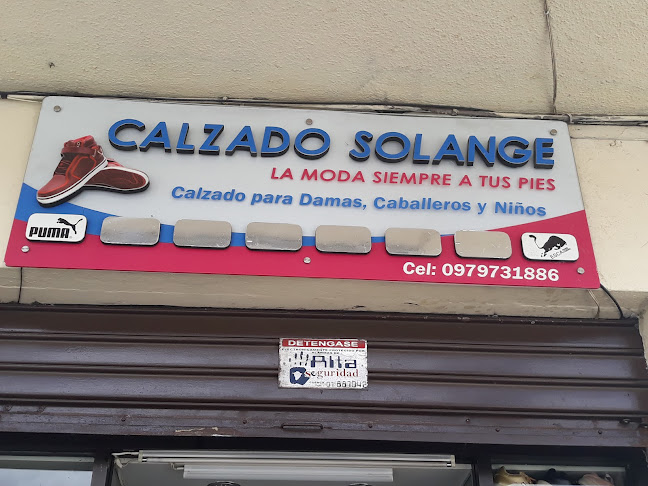 CALZADO SOLANGE
LA MODA SIEMPRE A TUS PIES
Calzado para Damas, Caballeros y Niños
PUMA
Cel: 0979731886
DETENGASE
Alta
Seguridad